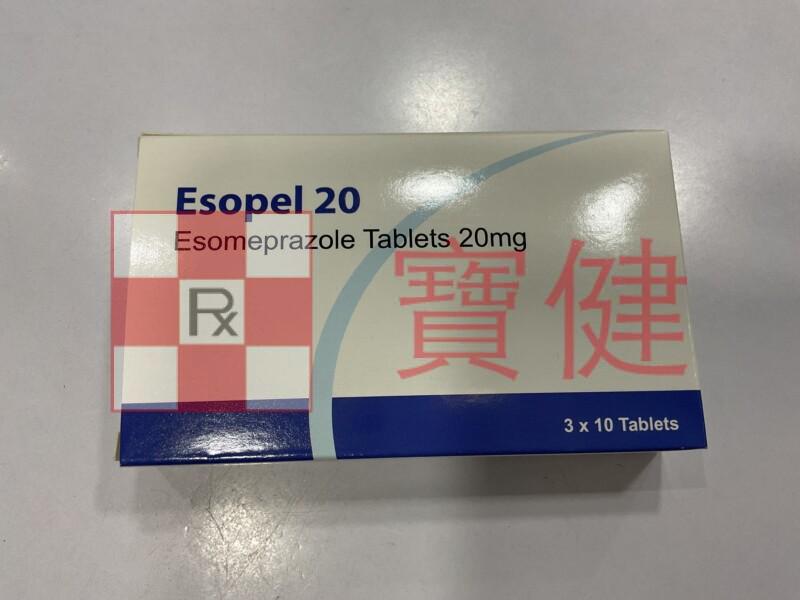 Esopel 20
Esomeprazole Tablets 20mg
Rx
寶健
3 x 10 Tablets